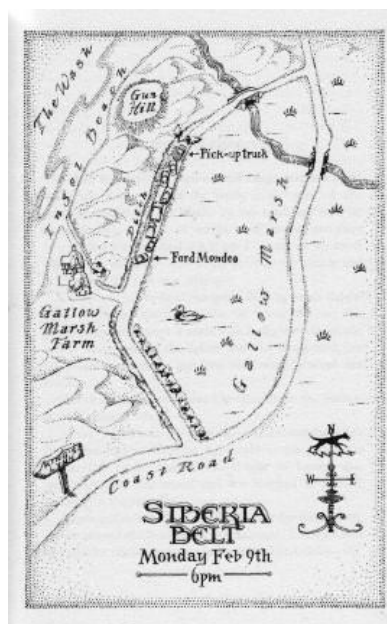 The Wash
Ingol Beach
Gun
Hill
Pick-up truck
Ditch
Ford Mondeo
Gallow
Marsh
Farm
Gallow Marsh
Coast Road
N
W
E
SIBERIA
BELT
Monday Feb 9th
6pm